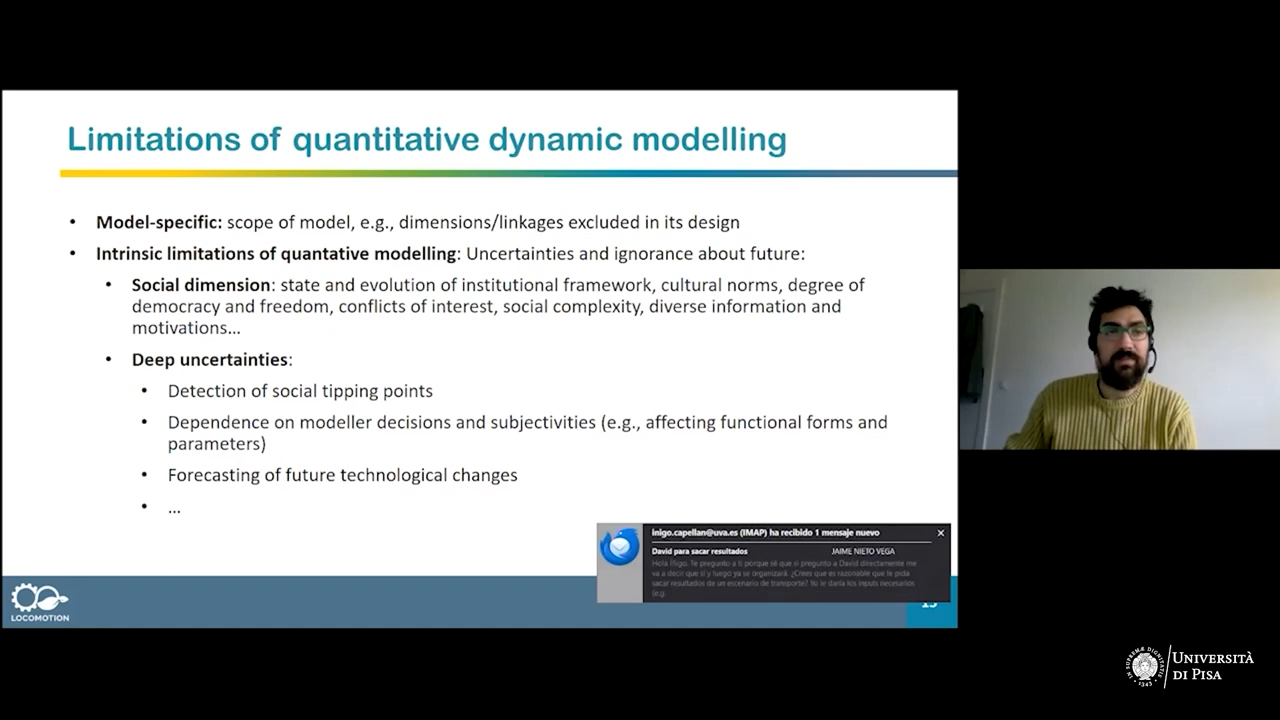 Limitations of quantitative dynamic modelling
• Model-specific: scope of model, e.g., dimensions/linkages excluded in its design
• Intrinsic limitations of quantative modelling: Uncertainties and ignorance about future:
• Social dimension: state and evolution of institutional framework, cultural norms, degree of
democracy and freedom, conflicts of interest, social complexity, diverse information and
motivations…
• Deep uncertainties:
• Detection of social tipping points
• Dependence on modeller decisions and subjectivities (e.g., affecting functional forms and
parameters)
• Forecasting of future technological changes
• …
inigo.capellan@uva.es (IMAP) ha recibido 1 mensaje nuevo
David para sacar resultados JAIME NIETO VEGA
Hola Iñigo. Te pregunto a ti porque sé que si pregunto a David directamente me
va a decir que sí y luego ya se organizará. ¿Crees que es razonable que le pida
sacar resultados de un escenario de transporte? Yo le daría los inputs necesarios
(e.g.
LOCOMOTION
IN SUPREMÆ DIGNITATIS
1343
UNIVERSITÀ
DI PISA